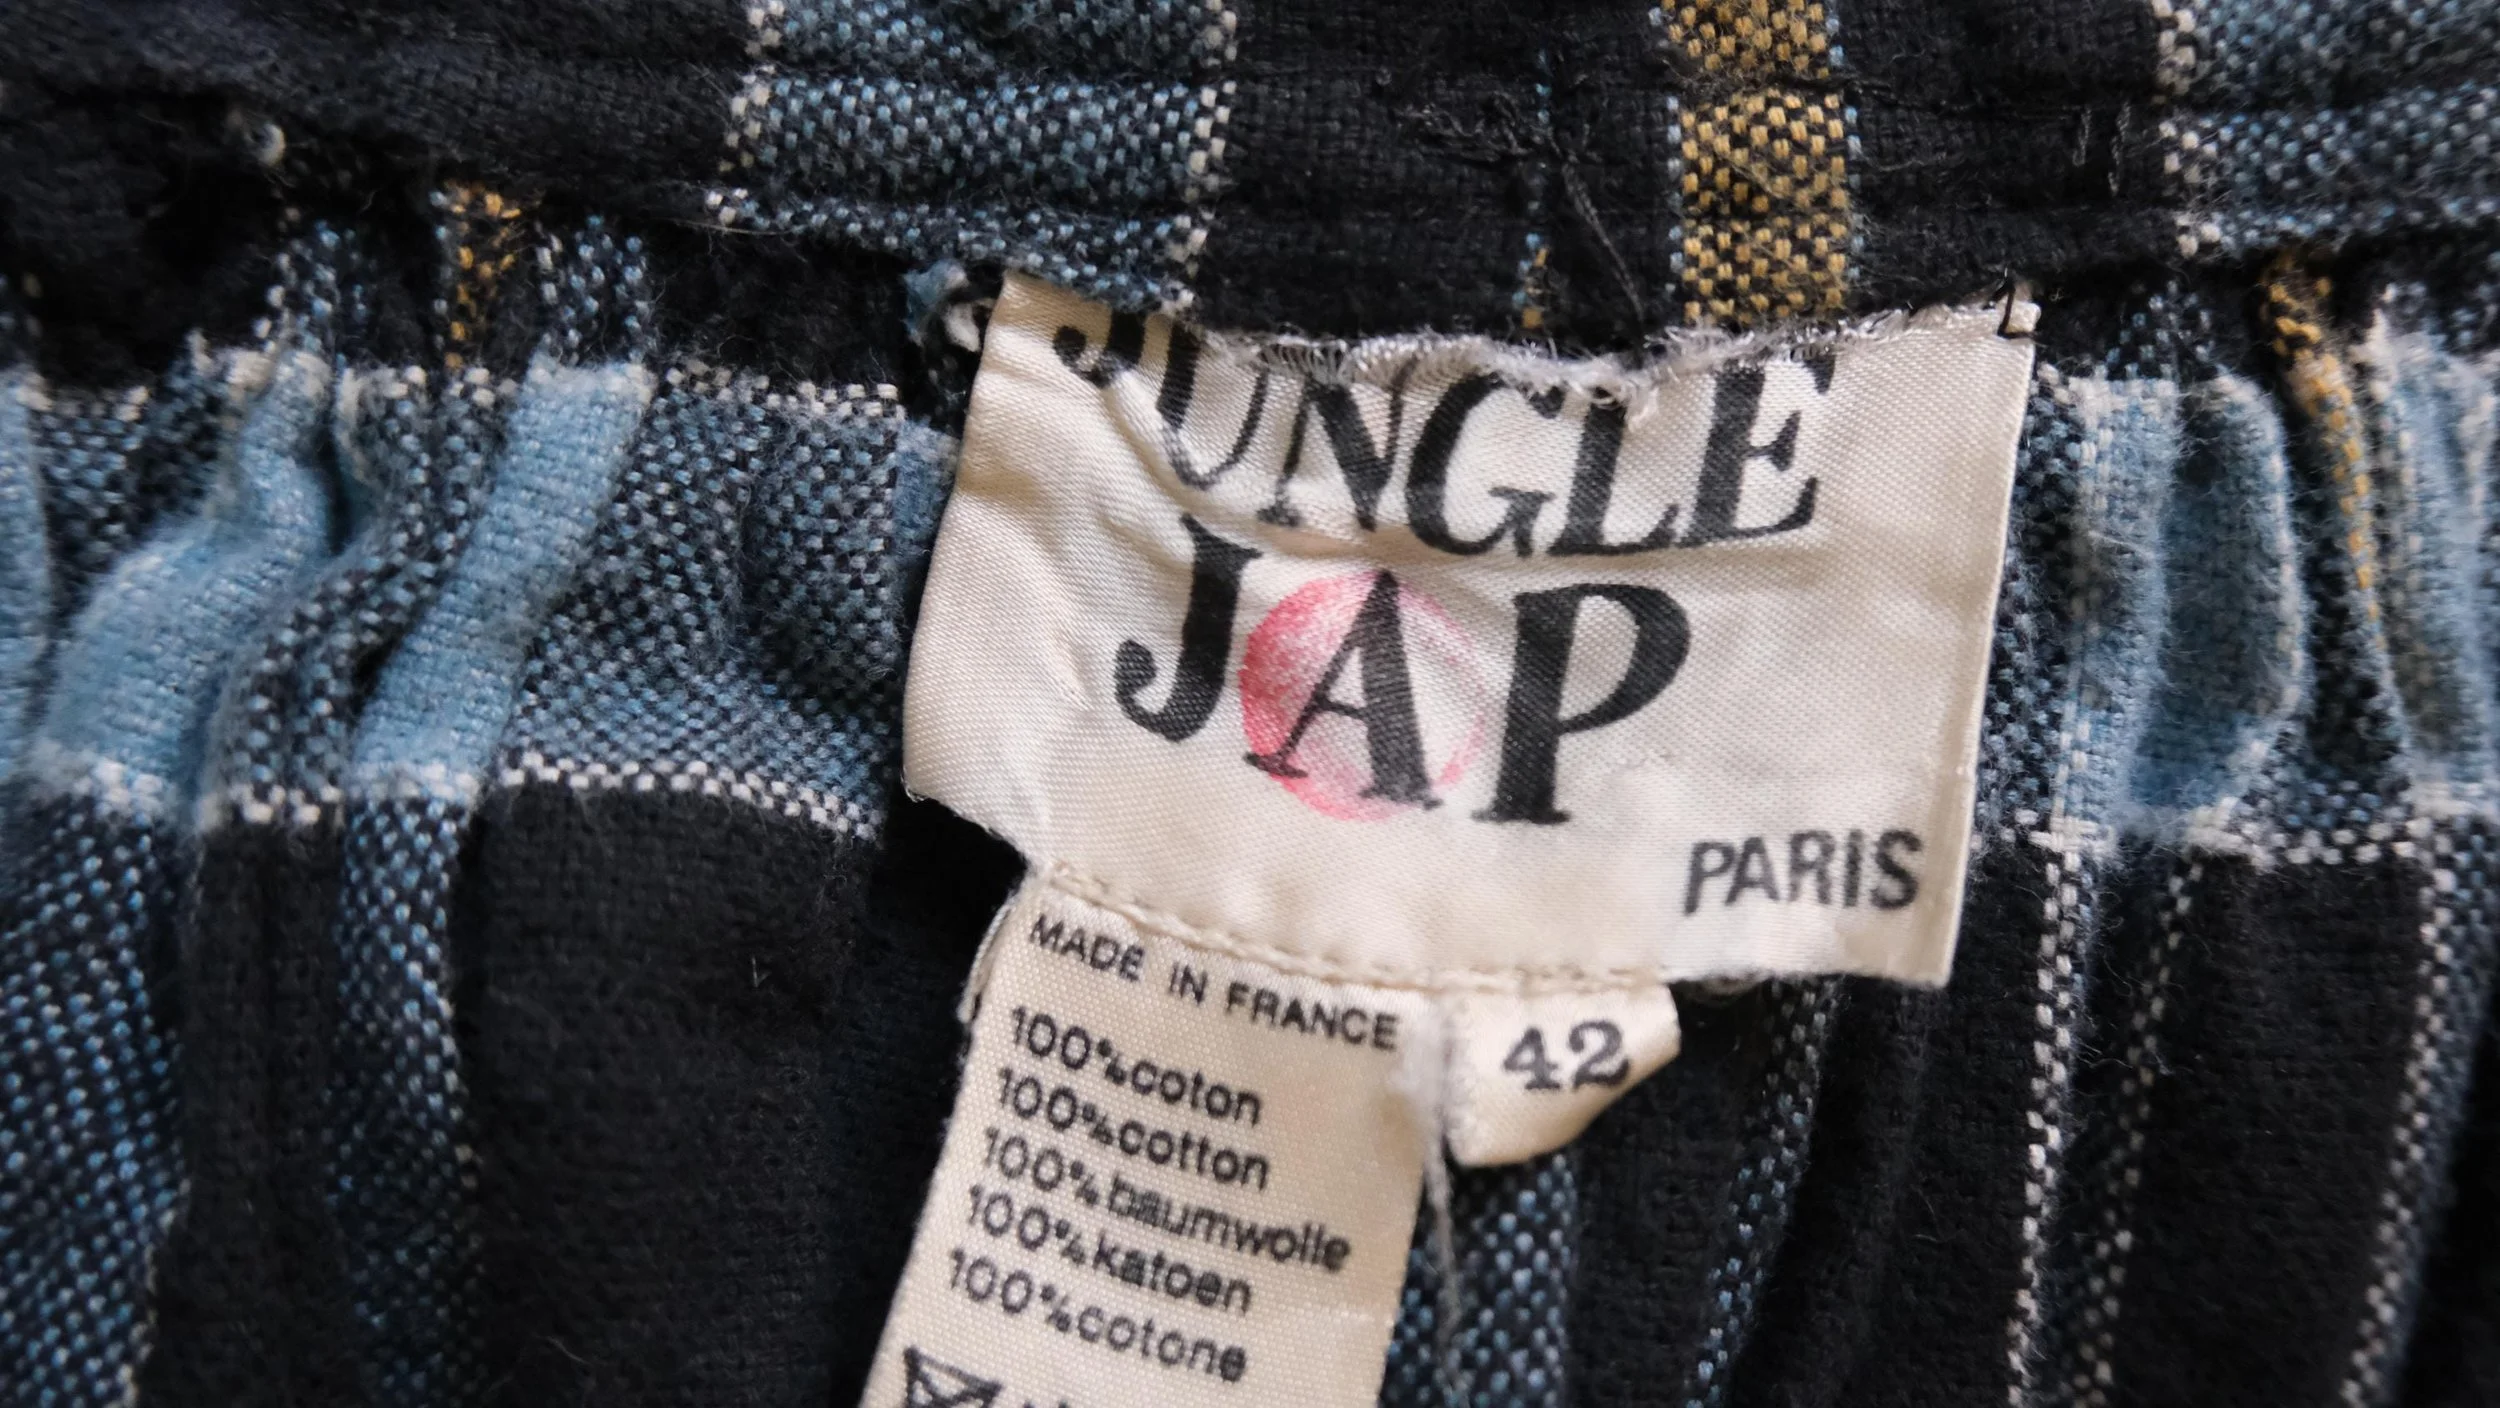 JUNGLE
JAP
PARIS
MADE IN FRANCE
42
100%coton
100%cotton
100%baumwolle
100%katoen
100%cotone